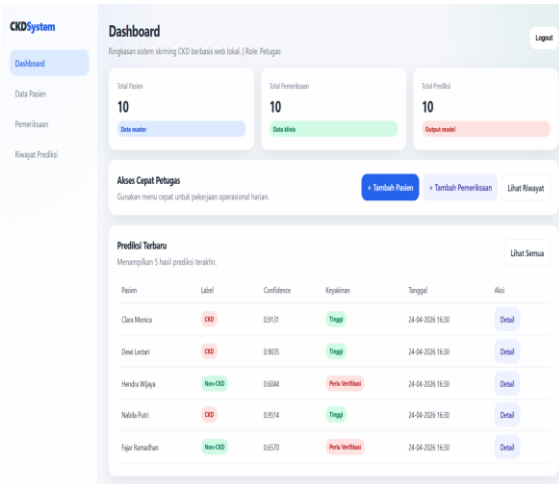 CKDSystem
Dashboard
Data Pasien
Pemeriksaan
Riwayat Prediksi
Dashboard
Ringkasan sistem skrining CKD berbasis web lokal. | Role: Petugas
Logout
Total Pasien
10
Data master
Total Pemeriksaan
10
Data klinis
Total Prediksi
10
Output model
Akses Cepat Petugas
Gunakan menu cepat untuk pekerjaan operasional harian.
+ Tambah Pasien
+ Tambah Pemeriksaan
Lihat Riwayat
Prediksi Terbaru
Menampilkan 5 hasil prediksi terakhir.
Lihat Semua
Pasien Label Confidence Keyakinan Tanggal Aksi
Clara Monica CKD 0.9131 Tinggi 24-04-2026 16:30 Detail
Dewi Lestari CKD 0.9035 Tinggi 24-04-2026 16:30 Detail
Hendra Wijaya Non-CKD 0.6044 Perlu Verifikasi 24-04-2026 16:30 Detail
Nabila Putri CKD 0.9514 Tinggi 24-04-2026 16:30 Detail
Fajar Ramadhan Non-CKD 0.6570 Perlu Verifikasi 24-04-2026 16:30 Detail